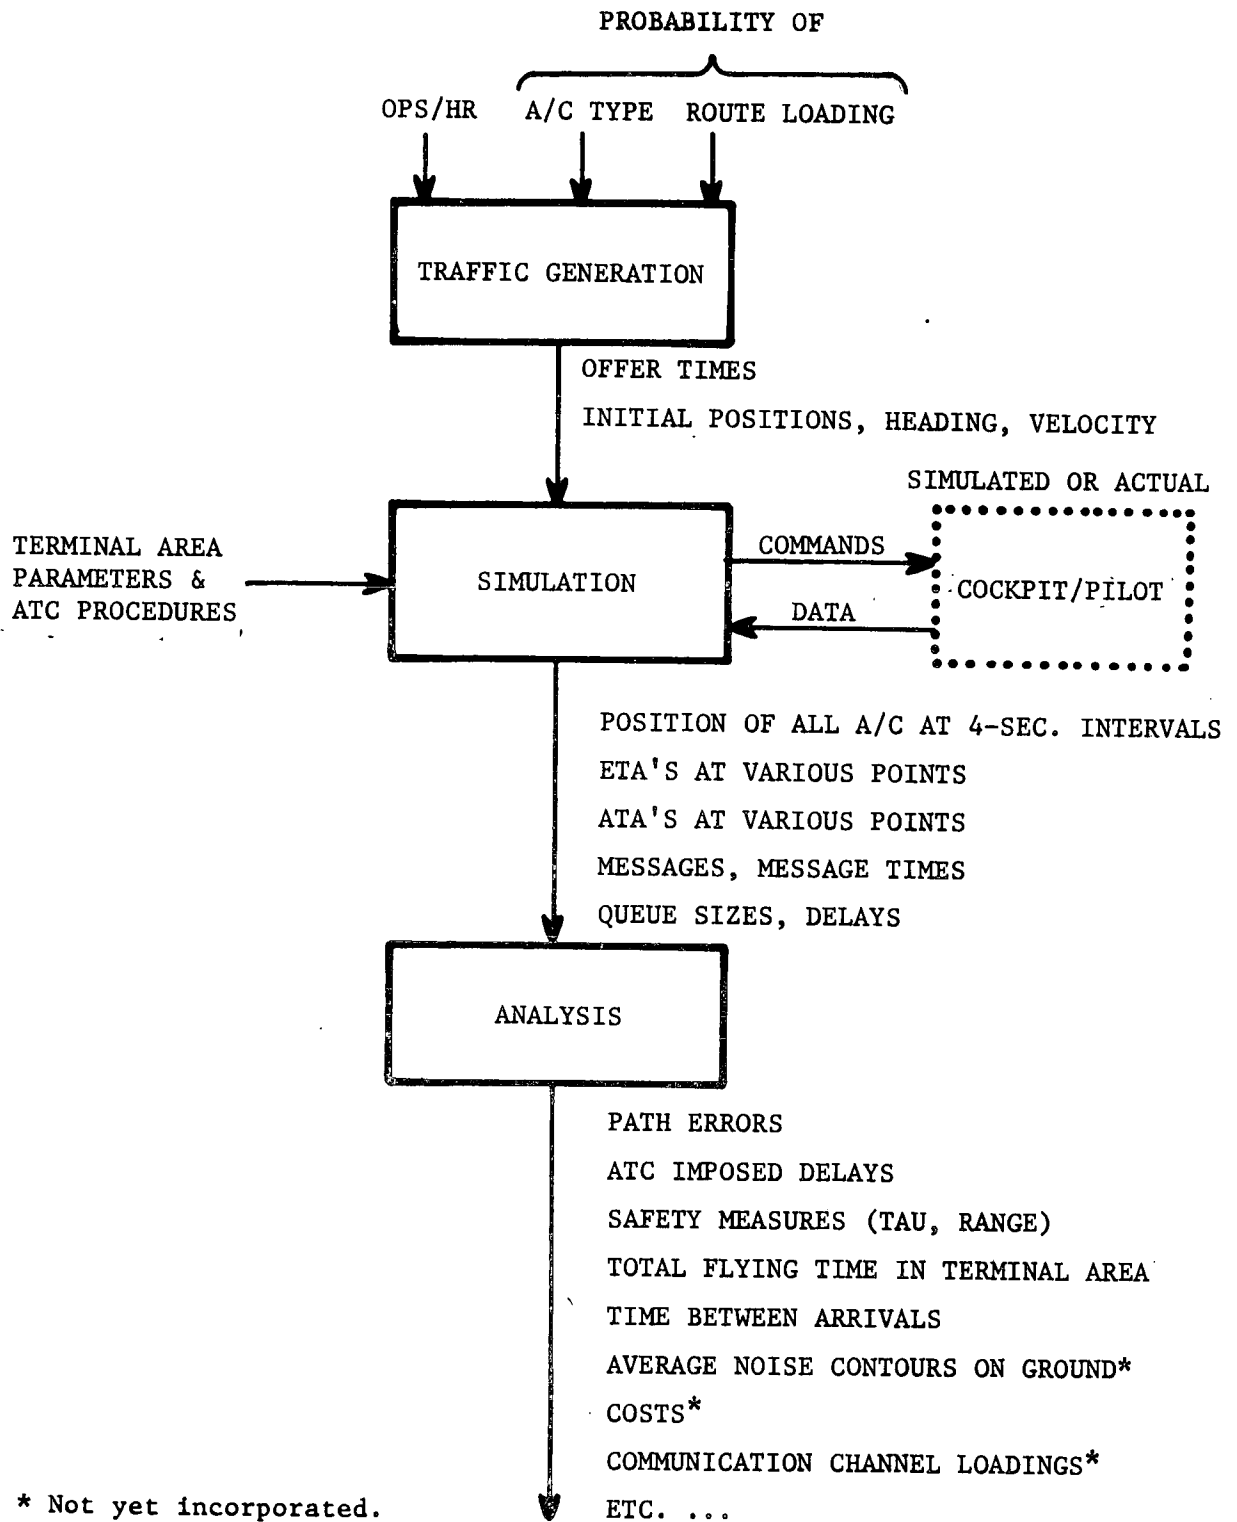 PROBABILITY OF
OPS/HR A/C TYPE ROUTE LOADING
TRAFFIC GENERATION
OFFER TIMES
INITIAL POSITIONS, HEADING, VELOCITY
SIMULATED OR ACTUAL
TERMINAL AREA
PARAMETERS &
ATC PROCEDURES
SIMULATION
COMMANDS
DATA
COCKPIT/PILOT
POSITION OF ALL A/C AT 4-SEC. INTERVALS
ETA'S AT VARIOUS POINTS
ATA'S AT VARIOUS POINTS
MESSAGES, MESSAGE TIMES
QUEUE SIZES, DELAYS
ANALYSIS
PATH ERRORS
ATC IMPOSED DELAYS
SAFETY MEASURES (TAU, RANGE)
TOTAL FLYING TIME IN TERMINAL AREA
TIME BETWEEN ARRIVALS
AVERAGE NOISE CONTOURS ON GROUND*
COSTS*
COMMUNICATION CHANNEL LOADINGS*
ETC. ...
* Not yet incorporated.